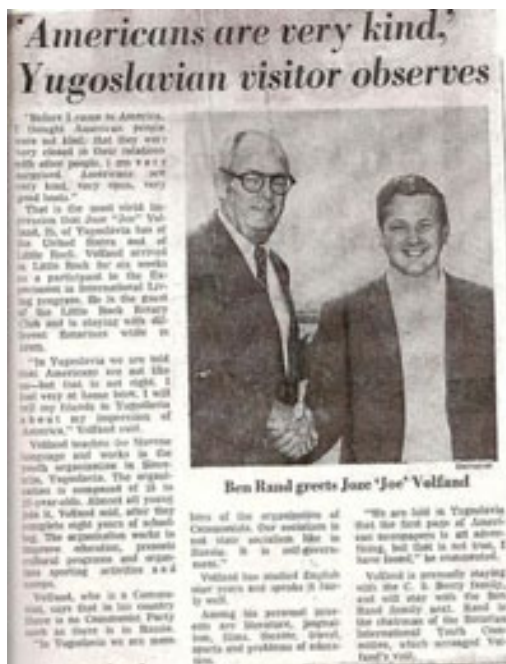 'Americans are very kind,'
Yugoslavian visitor observes
"Before I came to America,
I thought American people
were not kind; that they were
very closed in their relations
with other people. I am very
surprised. Americans are
very kind, very open, very
good hosts."
That is the most vivid im-
pression that Joze "Joe" Vol-
fand, of Yugoslavia has of
the United States and of
Little Rock. Volfand arrived
in Little Rock for six weeks
as a participant in the Ex-
periment in International Liv-
ing program. He is the guest
of the Little Rock Rotary
Club and is staying with dif-
ferent Rotarians while in
town.
"In Yugoslavia we are told
that Americans are not like
us—but that is not right. I
feel very at home here. I will
tell my friends in Yugoslavia
about my impression of
America," Volfand said.
Volfand teaches the Slovene
language and works in the
youth organization in Slove-
nia, Yugoslavia. The organi-
zation is composed of 15 to
-year-olds. Almost all young
join it, Volfand said, after they
complete eight years of school-
ing. The organization works to
improve education, presents
cultural programs and organ-
izes sporting activities and
camps.
Volfand, who is a Commu-
nist, says that in his country
there is no Communist Party
such as there is in Russia.
"In Yugoslavia we are mem-
Ben Rand greets Joze 'Joe' Volfand
bers of the organization of
Communists. Our socialism is
not state socialism like in
Russia. It is self-govern-
ment."
Volfand has studied English
four years and speaks it fair-
ly well.
Among his personal inter-
ests are literature, journal-
ism, films, theatre, travel,
sports and problems of educa-
tion.
"We are told in Yugoslavia
that the first page of Ameri-
can newspapers is all adver-
tising, but that is not true, I
have found," he commented.
Volfand is presently staying
with the C. S. family,
and will stay with the Ben
Rand family next. Rand is
the chairman of the Rotarian
International Youth Com-
mittee, which arranged Vol-
fand's visit.